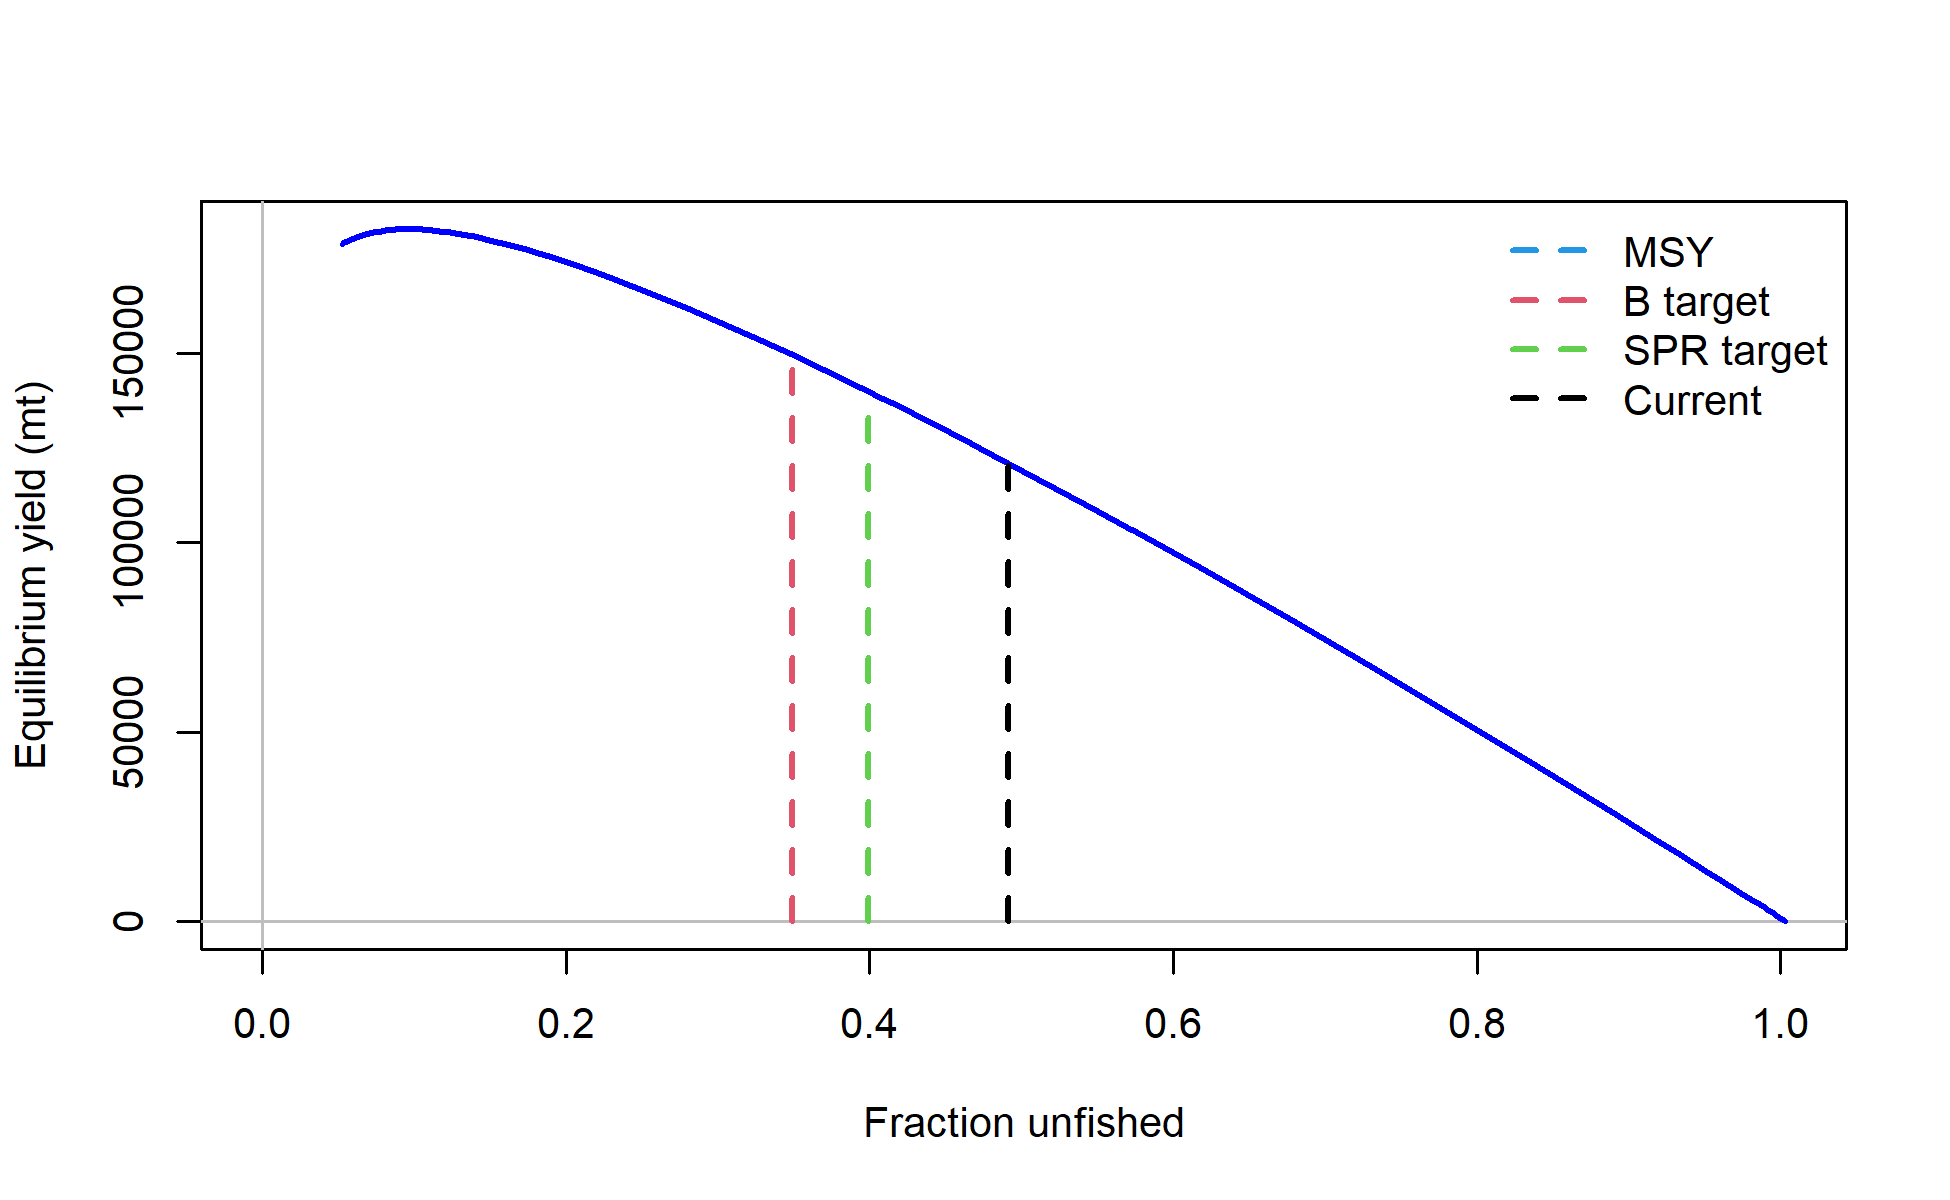 MSY
B target
SPR target
Current
Equilibrium yield (mt)
150000
100000
50000
0
0.0 0.2 0.4 0.6 0.8 1.0
Fraction unfished